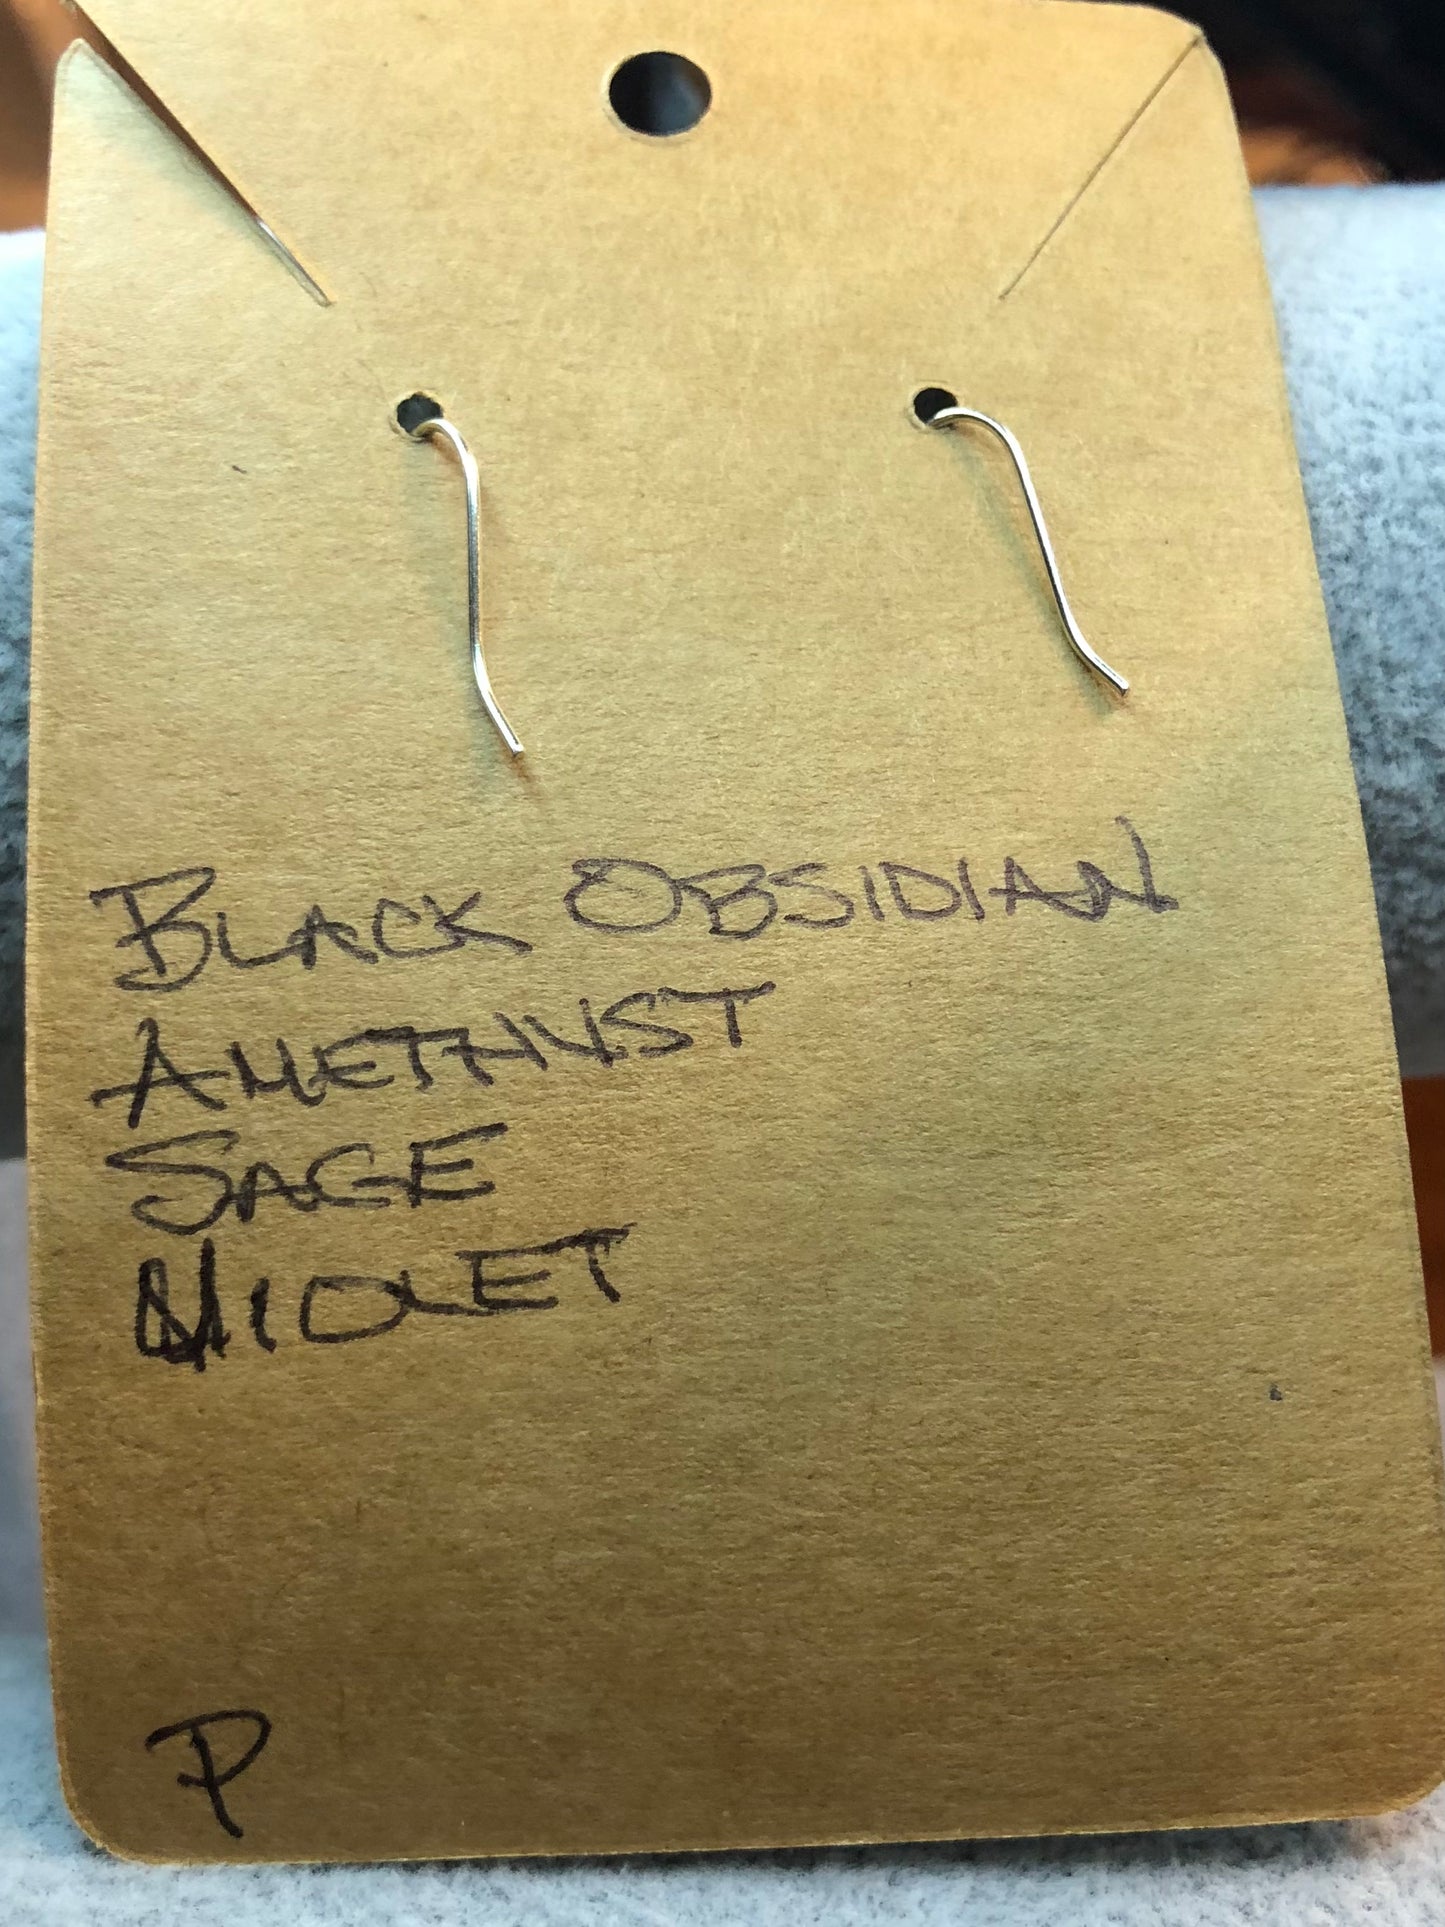 BLACK OBSIDIAN
AMETHYST
SAGE
VIOLET
P